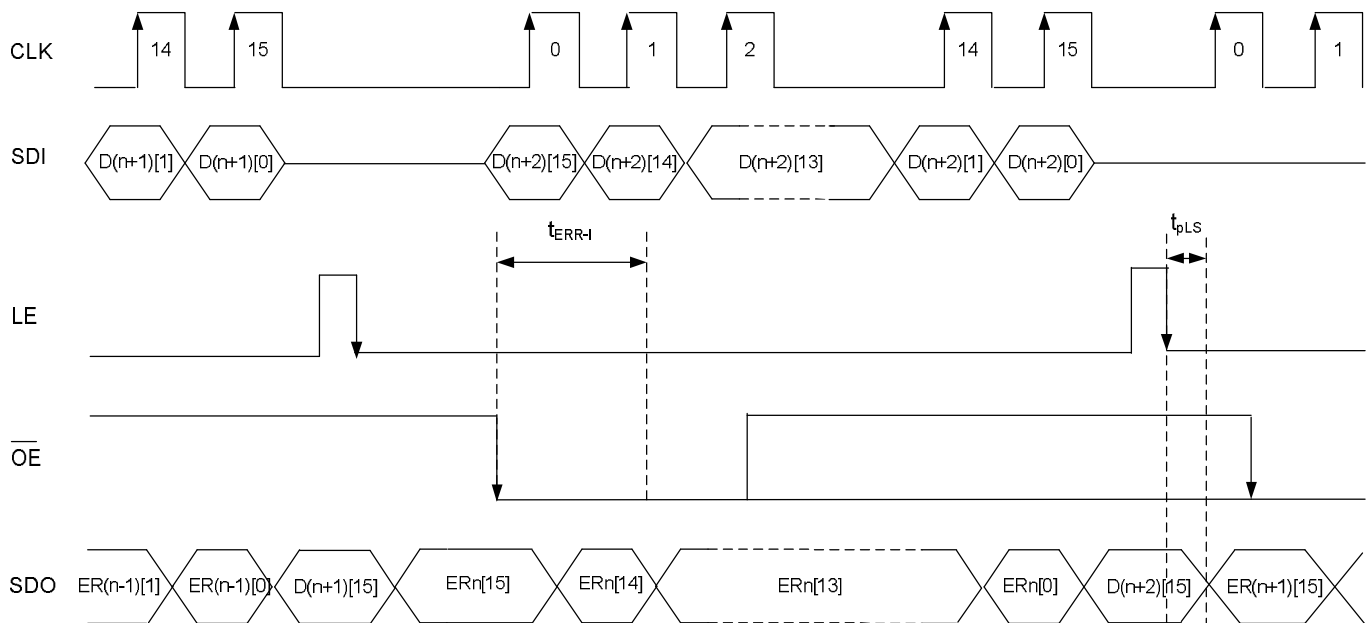 CLK 14 15 0 1 2 14 15 0 1
SDI D(n+1)[1] D(n+1)[0] D(n+2)[15] D(n+2)[14] D(n+2)[13] D(n+2)[1] D(n+2)[0]
tERR-I tpLS
LE
OE
SDO ER(n-1)[1] ER(n-1)[0] D(n+1)[15] ERn[15] ERn[14] ERn[13] ERn[0] D(n+2)[15] ER(n+1)[15]